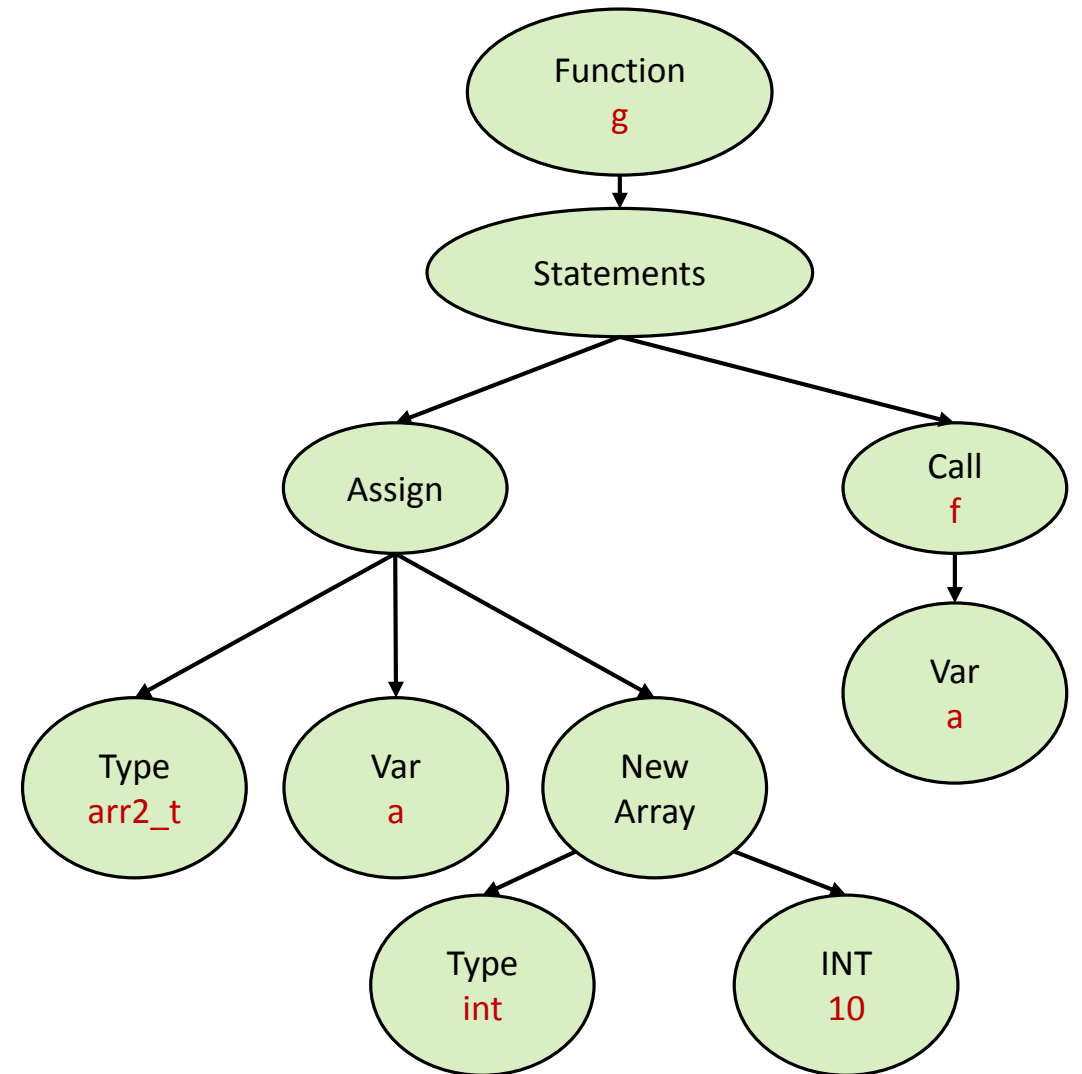 Function
g
Statements
Assign
Call
f
Var
a
Type
arr2_t
Var
a
New
Array
Type
int
INT
10